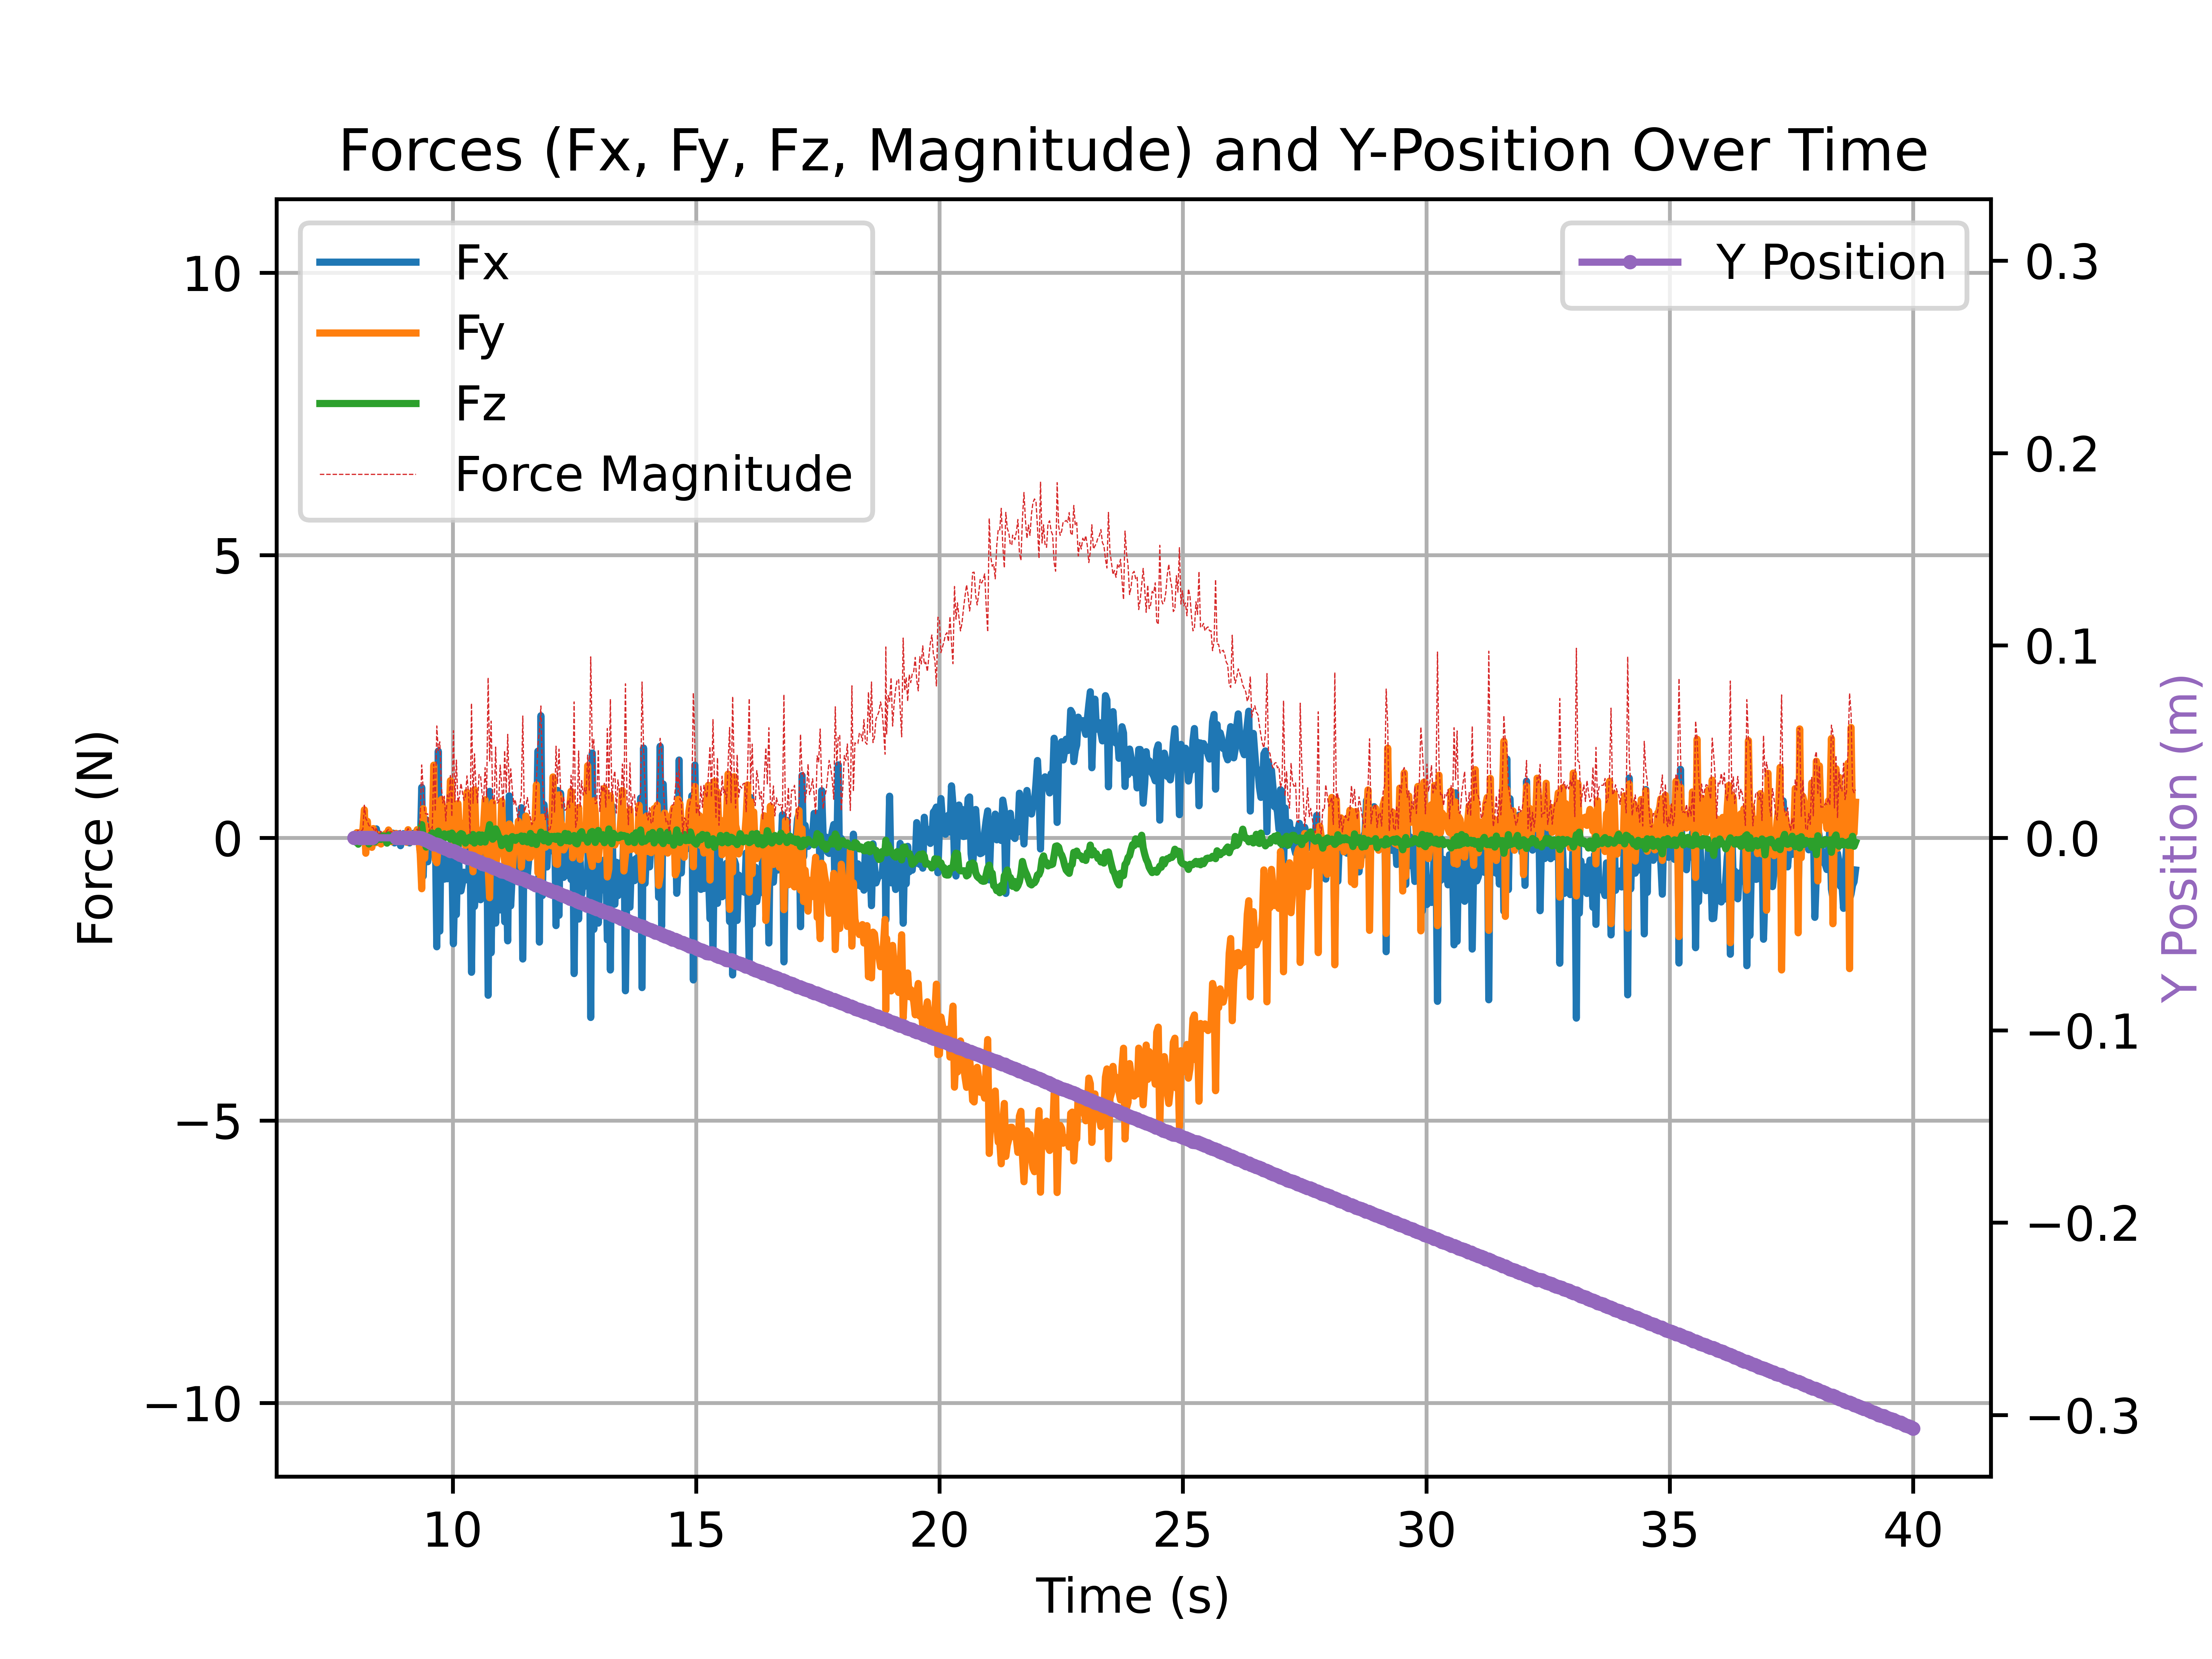 Forces (Fx, Fy, Fz, Magnitude) and Y-Position Over Time
Fx
Fy
Fz
Force Magnitude
Y Position
10
5
0
−5
−10
Force (N)
0.3
0.2
0.1
0.0
−0.1
−0.2
−0.3
Y Position (m)
10
15
20
25
30
35
40
Time (s)